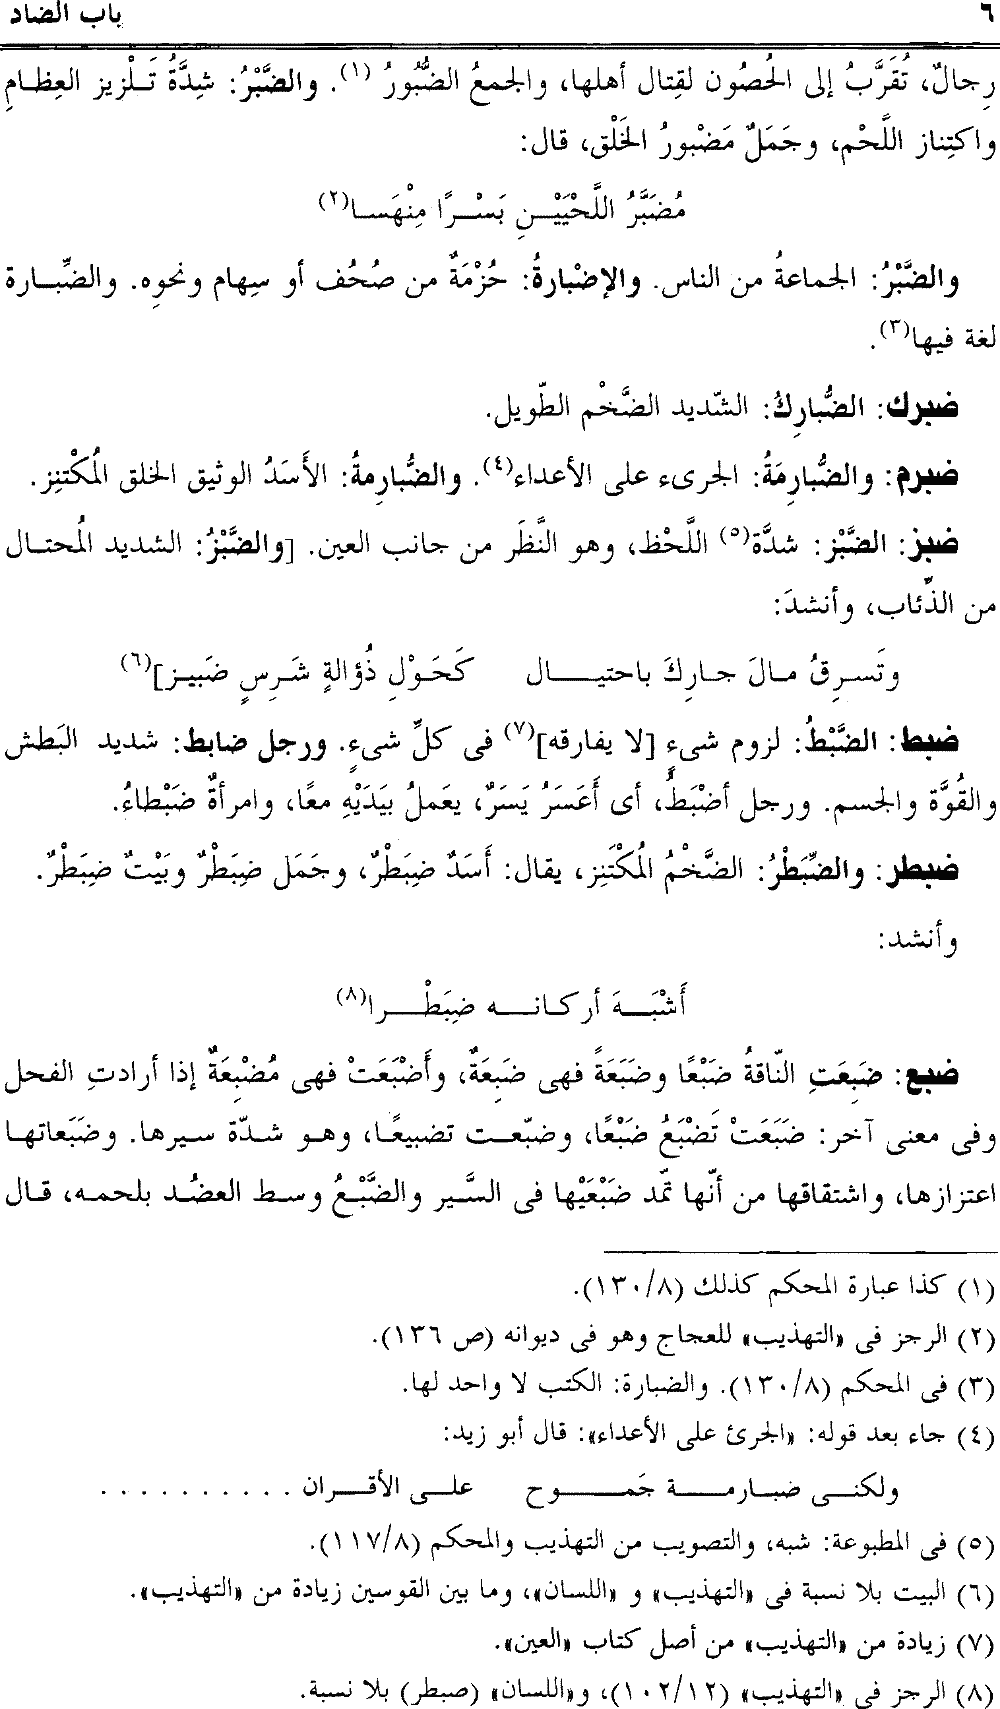 ٦ باب الضاد
رِجالٌ، تُقَرَّبُ إلى الحُصُون لقِتال أهلها، والجمعُ الضُّبُورُ (١). والضَّبْرُ: شِدَّةُ تَلْزيز العِظامِ
واكتِناز اللَّحْم، وجَمَلٌ مَضْبورُ الخَلْق، قال:
مُضَبَّرُ اللَّحْيَيْنِ بَسْرًا مِنْهَسا(٢)
والضَّبْرُ: الجماعةُ من الناس. والإضْبارةُ: حُزْمَةٌ من صُحُف أو سِهام ونحوِه. والضِّبارة
لغة فيها(٣).
ضبرك: الضُّبارِكُ: الشّديد الضَّخْم الطّويل.
ضبرم: والضُّبارِمَةُ: الجرىء على الأعداء(٤). والضُّبارِمةُ: الأَسَدُ الوثيق الخلق المُكْتنِز.
ضبز: الضَّبْز: شدَّة(٥) اللَّحْظ، وهو النَّظَر من جانب العين. [والضَّبْزُ: الشديد المُحتال
من الذِّئاب، وأنشدَ:
وتَسرِقُ مالَ جارِكَ باحتيال كَحَوْلِ ذُؤالةٍ شَرِسٍ ضَبيز](٦)
ضبط: الضَّبْطُ: لزوم شىءٍ [لا يفارقه](٧) فى كلِّ شىءٍ. ورجل ضابط: شديد البَطش
والقُوَّة والجسم. ورجل أضْبَطُ، أى أَعَسَرُ يَسَرٌ، يعَملُ بيَدَيْهِ معًا، وامرأةٌ ضَبْطاءُ.
ضبطر: والضِّبَطْرُ: الضَّخْمُ المُكْتَنِز، يقال: أسَدٌ ضِبَطْرٌ، وجَمَل ضِبَطْرٌ وبَيْتٌ ضِبَطْرٌ.
وأنشد:
أَشْبَهَ أركانه ضِبَطْرا(٨)
ضبع: ضَبِعَتِ النّاقةُ ضَبْعًا وضَبَعَةً فهى ضَبِعَةٌ، وأَضْبَعَتْ فهى مُضْبِعَةٌ إذا أرادتِ الفحل
وفى معنى آخر: ضَبَعَتْ تَضْبَعُ ضَبْعًا، وضبّعت تضبيعًا، وهو شدّة سيرها. وضَبَعاتها
اعتزازها، واشتقاقها من أنّها تمّد ضَبْعَيْها فى السَّير والضَّبْعُ وسط العضُد بلحمه، قال
(١) كذا عبارة المحكم كذلك (١٣٠/٨).
(٢) الرجز فى «التهذيب» للعجاج وهو فى ديوانه (ص ١٣٦).
(٣) فى المحكم (١٣٠/٨). والضبارة: الكتب لا واحد لها.
(٤) جاء بعد قوله: «الجرئ على الأعداء»: قال أبو زيد:
ولكنى ضبارمة جَموح على الأقران . . . . . . . . . .
(٥) فى المطبوعة: شبه، والتصويب من التهذيب والمحكم (١١٧/٨).
(٦) البيت بلا نسبة فى «التهذيب» و «اللسان»، وما بين القوسين زيادة من «التهذيب».
(٧) زيادة من «التهذيب» من أصل كتاب «العين».
(٨) الرجز فى «التهذيب» (١٠٢/١٢)، و«اللسان» (صبطر) بلا نسبة.